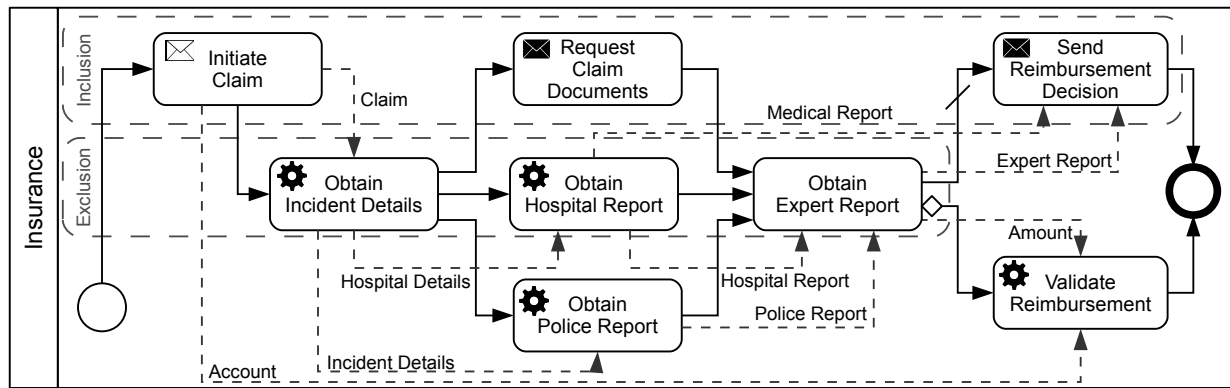 Insurance
Inclusion
Exclusion
Initiate
Claim
Claim
Request
Claim
Documents
Send
Reimbursement
Decision
Medical Report
Obtain
Incident Details
Obtain
Hospital Report
Obtain
Expert Report
Expert Report
Amount
Hospital Details
Hospital Report
Obtain
Police Report
Police Report
Validate
Reimbursement
Incident Details
Account